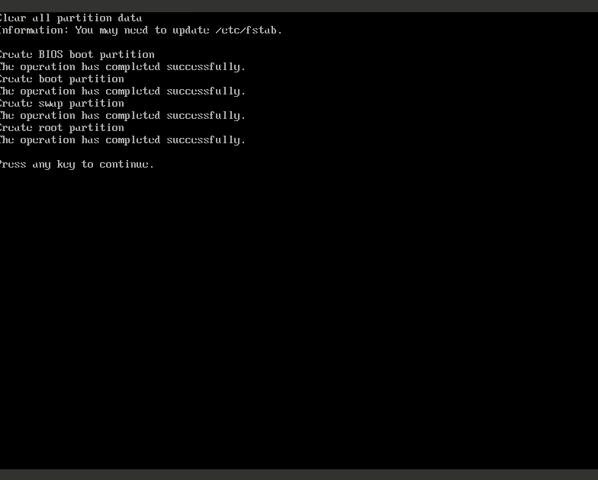 Clear all partition data
Information: You may need to update /etc/fstab.
Create BIOS boot partition
The operation has completed successfully.
Create boot partition
The operation has completed successfully.
Create swap partition
The operation has completed successfully.
Create root partition
The operation has completed successfully.
Press any key to continue.